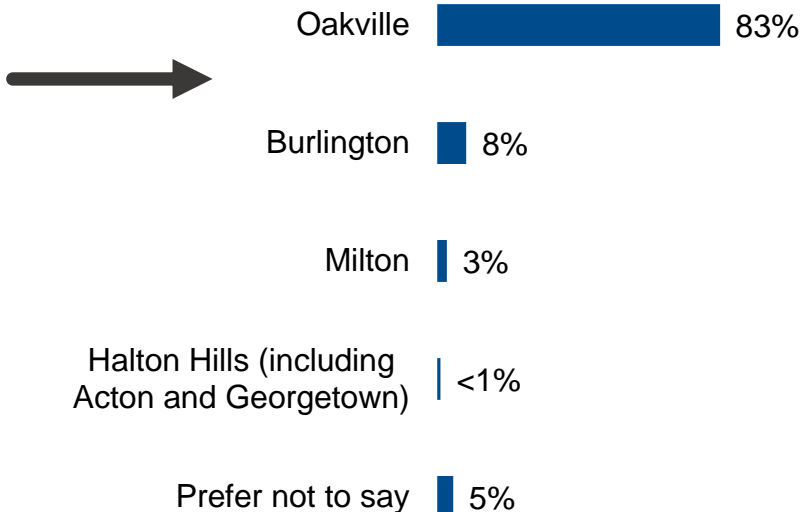 Oakville 83%
Burlington 8%
Milton 3%
Halton Hills (including
Acton and Georgetown) <1%
Prefer not to say 5%